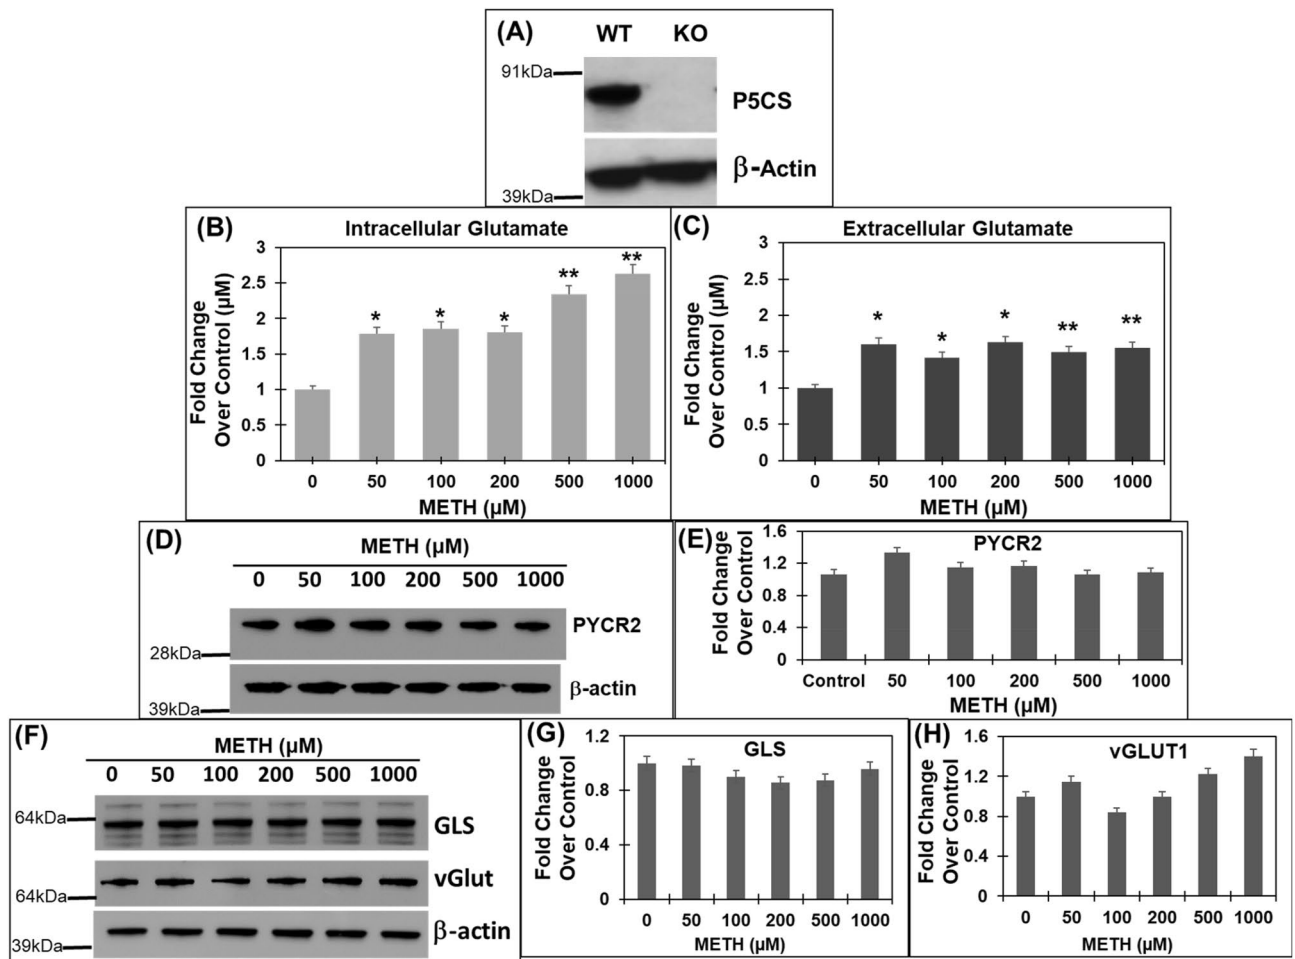 (A) WT KO
91kDa
P5CS
β-Actin
39kDa
(B) Intracellular Glutamate
Fold Change
Over Control (µM)
3
2.5
2
1.5
1
0.5
0
* * * ** **
0 50 100 200 500 1000
METH (µM)
(C) Extracellular Glutamate
Fold Change
Over Control (µM)
3
2.5
2
1.5
1
0.5
0
* * * ** **
0 50 100 200 500 1000
METH (µM)
(D) METH (µM)
0 50 100 200 500 1000
PYCR2
28kDa
β-actin
39kDa
(E) PYCR2
Fold Change
Over Control
1.6
1.2
0.8
0.4
0
Control 50 100 200 500 1000
METH (µM)
(F) METH (µM)
0 50 100 200 500 1000
64kDa
GLS
vGlut
64kDa
β-actin
39kDa
(G) GLS
Fold Change
Over Control
1.2
0.8
0.4
0
0 50 100 200 500 1000
METH (µM)
(H) vGLUT1
Fold Change
Over Control
1.6
1.2
0.8
0.4
0
0 50 100 200 500 1000
METH (µM)